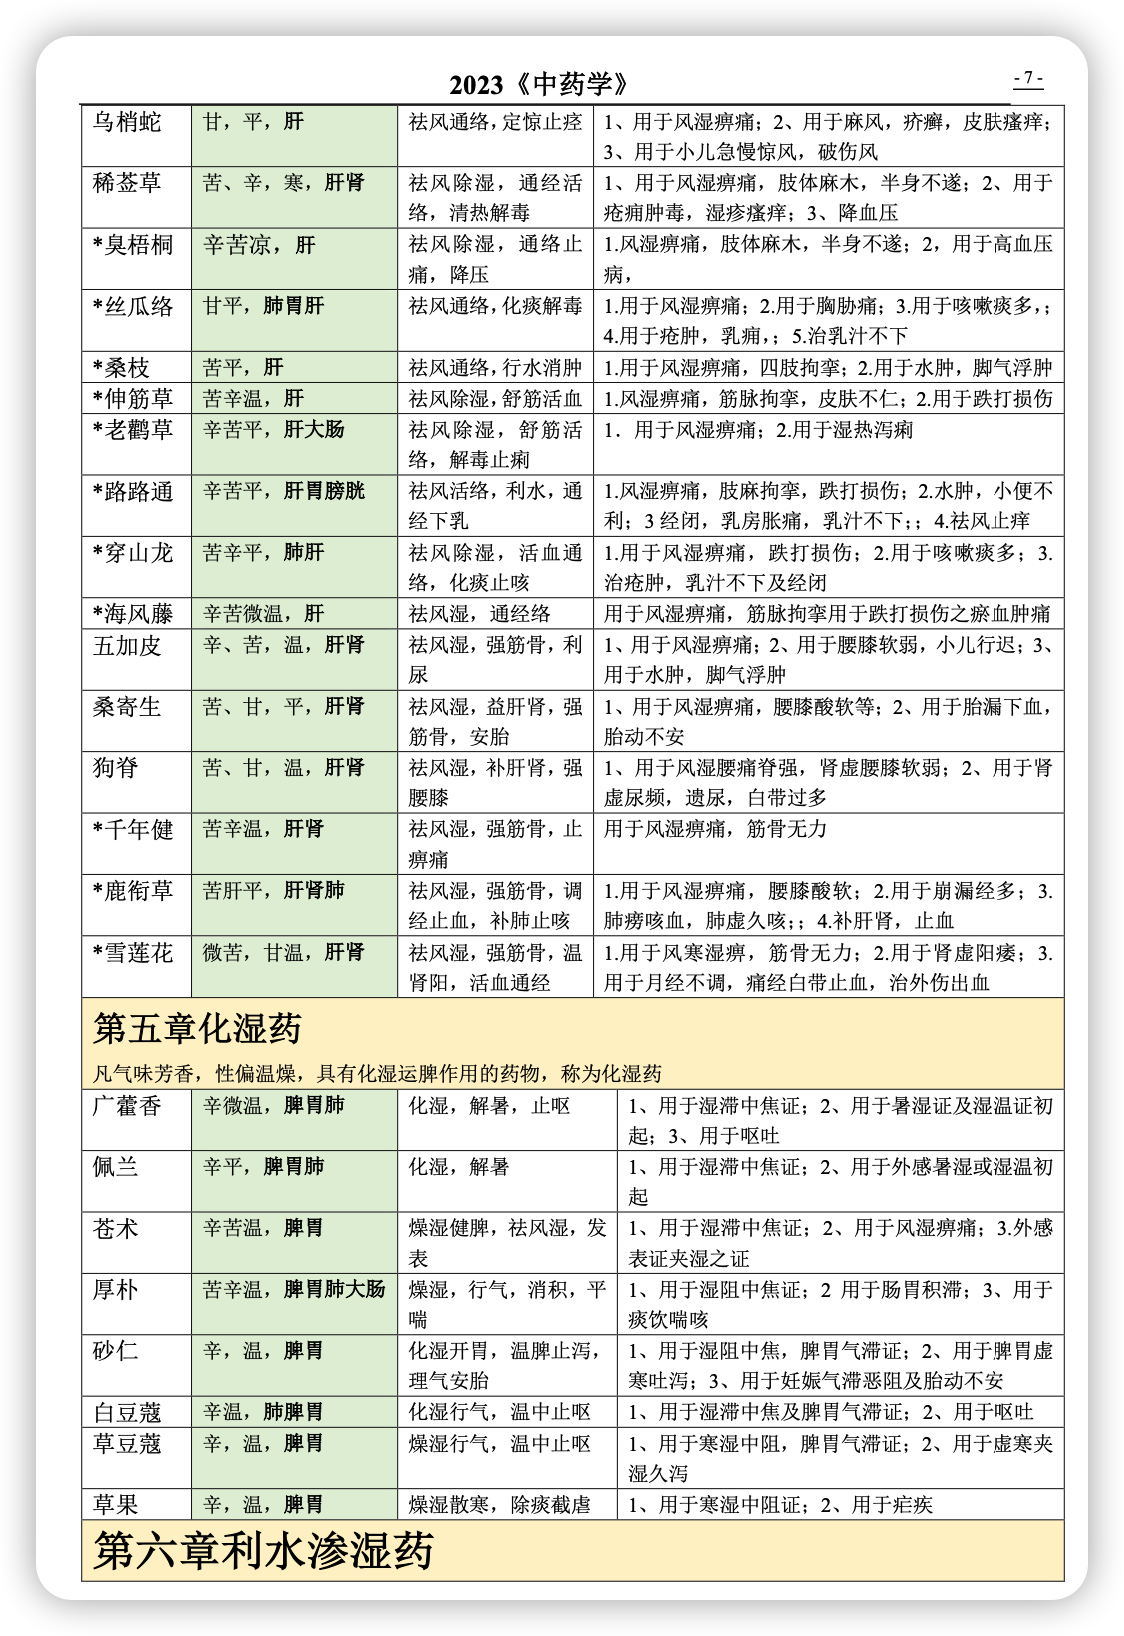 2023《中药学》
- 7 -
乌梢蛇 甘，平，肝 祛风通络，定惊止痉 1、用于风湿痹痛；2、用于麻风，疥癣，皮肤瘙痒；
3、用于小儿急慢惊风，破伤风
稀莶草 苦、辛，寒，肝肾 祛风除湿，通经活 1、用于风湿痹痛，肢体麻木，半身不遂；2、用于
络，清热解毒 疮痈肿毒，湿疹瘙痒；3、降血压
*臭梧桐 辛苦凉，肝 祛风除湿，通络止 1.风湿痹痛，肢体麻木，半身不遂；2，用于高血压
痛，降压 病，
*丝瓜络 甘平，肺胃肝 祛风通络，化痰解毒 1.用于风湿痹痛；2.用于胸胁痛；3.用于咳嗽痰多，；
4.用于疮肿，乳痈，；5.治乳汁不下
*桑枝 苦平，肝 祛风通络，行水消肿 1.用于风湿痹痛，四肢拘挛；2.用于水肿，脚气浮肿
*伸筋草 苦辛温，肝 祛风除湿，舒筋活血 1.风湿痹痛，筋脉拘挛，皮肤不仁；2.用于跌打损伤
*老鹳草 辛苦平，肝大肠 祛风除湿，舒筋活 1．用于风湿痹痛；2.用于湿热泻痢
络，解毒止痢
*路路通 辛苦平，肝胃膀胱 祛风活络，利水，通 1.风湿痹痛，肢麻拘挛，跌打损伤；2.水肿，小便不
经下乳 利；3 经闭，乳房胀痛，乳汁不下；；4.祛风止痒
*穿山龙 苦辛平，肺肝 祛风除湿，活血通 1.用于风湿痹痛，跌打损伤；2.用于咳嗽痰多；3.
络，化痰止咳 治疮肿，乳汁不下及经闭
*海风藤 辛苦微温，肝 祛风湿，通经络 用于风湿痹痛，筋脉拘挛用于跌打损伤之瘀血肿痛
五加皮 辛、苦，温，肝肾 祛风湿，强筋骨，利 1、用于风湿痹痛；2、用于腰膝软弱，小儿行迟；3、
尿 用于水肿，脚气浮肿
桑寄生 苦、甘，平，肝肾 祛风湿，益肝肾，强 1、用于风湿痹痛，腰膝酸软等；2、用于胎漏下血，
筋骨，安胎 胎动不安
狗脊 苦、甘，温，肝肾 祛风湿，补肝肾，强 1、用于风湿腰痛脊强，肾虚腰膝软弱；2、用于肾
腰膝 虚尿频，遗尿，白带过多
*千年健 苦辛温，肝肾 祛风湿，强筋骨，止 用于风湿痹痛，筋骨无力
痹痛
*鹿衔草 苦肝平，肝肾肺 祛风湿，强筋骨，调 1.用于风湿痹痛，腰膝酸软；2.用于崩漏经多；3.
经止血，补肺止咳 肺痨咳血，肺虚久咳；；4.补肝肾，止血
*雪莲花 微苦，甘温，肝肾 祛风湿，强筋骨，温 1.用于风寒湿痹，筋骨无力；2.用于肾虚阳痿；3.
肾阳，活血通经 用于月经不调，痛经白带止血，治外伤出血
第五章化湿药
凡气味芳香，性偏温燥，具有化湿运脾作用的药物，称为化湿药
广藿香 辛微温，脾胃肺 化湿，解暑，止呕 1、用于湿滞中焦证；2、用于暑湿证及湿温证初
起；3、用于呕吐
佩兰 辛平，脾胃肺 化湿，解暑 1、用于湿滞中焦证；2、用于外感暑湿或湿温初
起
苍术 辛苦温，脾胃 燥湿健脾，祛风湿，发 1、用于湿滞中焦证；2、用于风湿痹痛；3.外感
表 表证夹湿之证
厚朴 苦辛温，脾胃肺大肠 燥湿，行气，消积，平 1、用于湿阻中焦证；2 用于肠胃积滞；3、用于
喘 痰饮喘咳
砂仁 辛，温，脾胃 化湿开胃，温脾止泻， 1、用于湿阻中焦，脾胃气滞证；2、用于脾胃虚
理气安胎 寒吐泻；3、用于妊娠气滞恶阻及胎动不安
白豆蔻 辛温，肺脾胃 化湿行气，温中止呕 1、用于湿滞中焦及脾胃气滞证；2、用于呕吐
草豆蔻 辛，温，脾胃 燥湿行气，温中止呕 1、用于寒湿中阻，脾胃气滞证；2、用于虚寒夹
湿久泻
草果 辛，温，脾胃 燥湿散寒，除痰截虐 1、用于寒湿中阻证；2、用于疟疾
第六章利水渗湿药